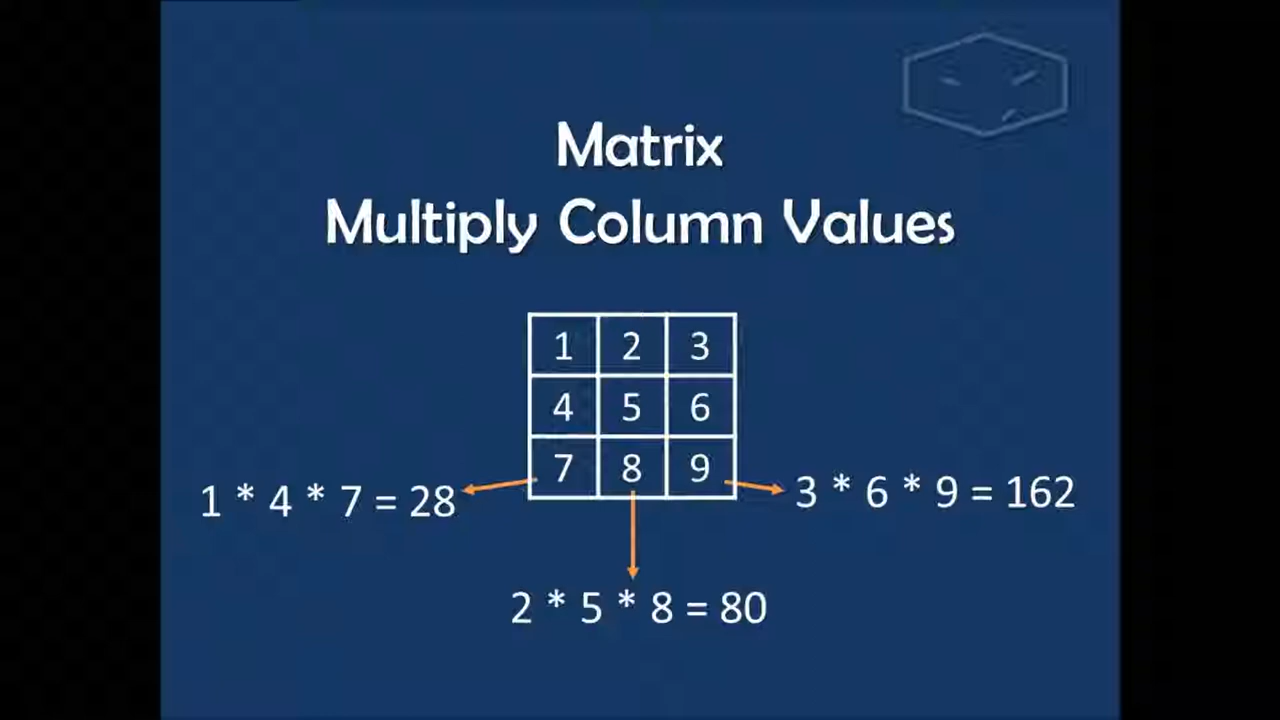 Matrix
Multiply Column Values
1 2 3
4 5 6
7 8 9
1 * 4 * 7 = 28
3 * 6 * 9 = 162
2 * 5 * 8 = 80